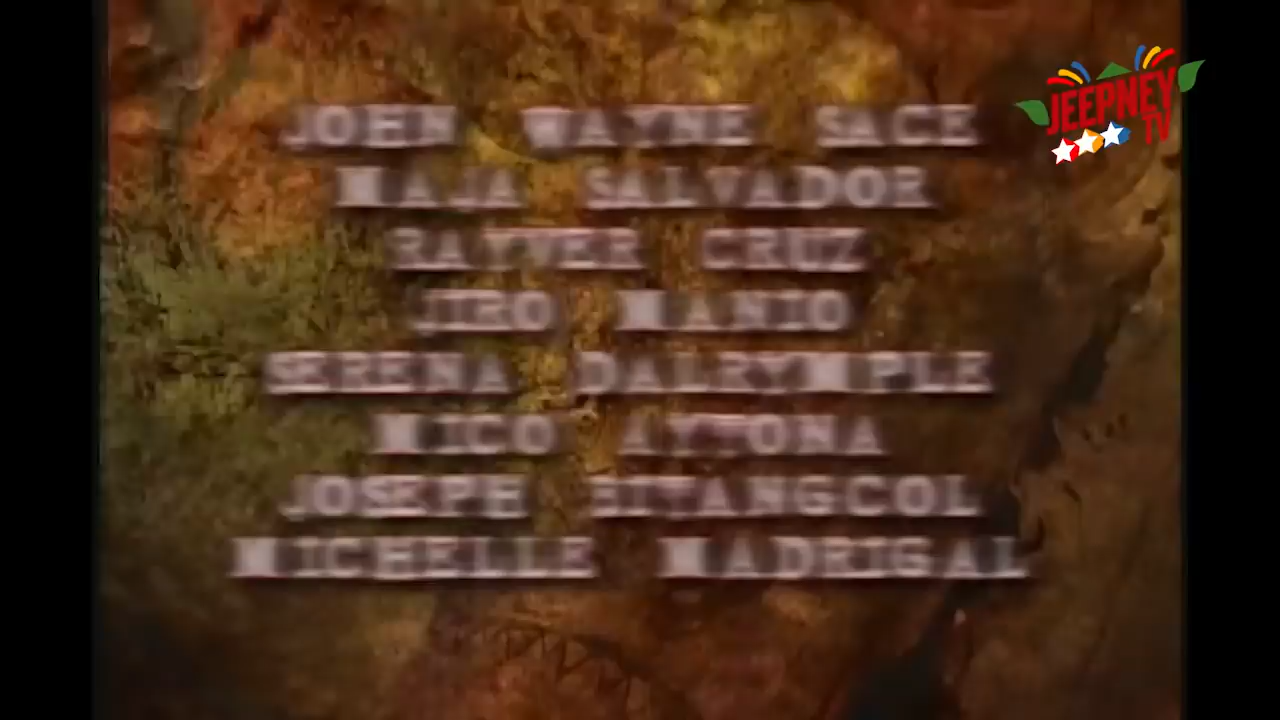 JEEPNEY
TV
JOHN WAYNE SACE
MAJA SALVADOR
RAYVER CRUZ
JIRO MANIO
SERENA DALRYMPLE
MICO AYTONA
JOSEPH BITANGCOL
MICHELLE MADRIGAL